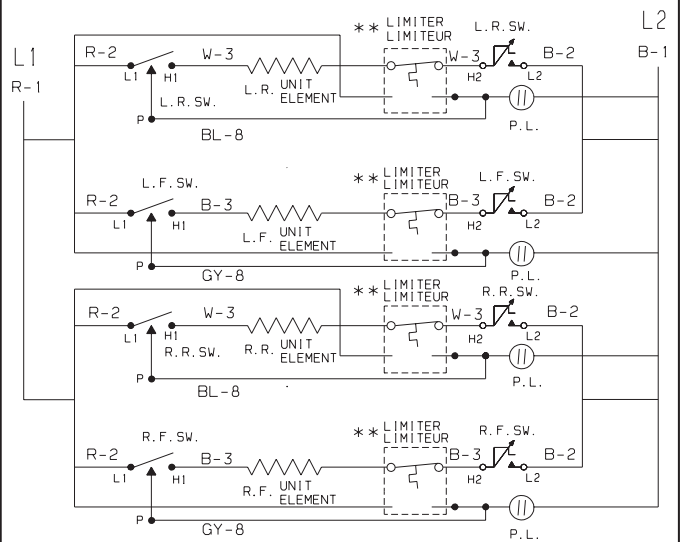 L1
R-1
L2
B-1
R-2
L1
H1
W-3
L.R.SW.
P
BL-8
L.R. UNIT
ELEMENT
** LIMITER
LIMITEUR
W-3
L.R.SW.
H2
L2
B-2
P.L.
R-2
L.F.SW.
L1
H1
B-3
P
GY-8
L.F. UNIT
ELEMENT
** LIMITER
LIMITEUR
B-3
L.F.SW.
H2
L2
B-2
P.L.
R-2
L1
H1
W-3
R.R.SW.
P
BL-8
R.R. UNIT
ELEMENT
** LIMITER
LIMITEUR
W-3
R.R.SW.
H2
L2
B-2
P.L.
R-2
R.F.SW.
L1
H1
B-3
P
GY-8
R.F. UNIT
ELEMENT
** LIMITER
LIMITEUR
B-3
R.F.SW.
H2
L2
B-2
P.L.